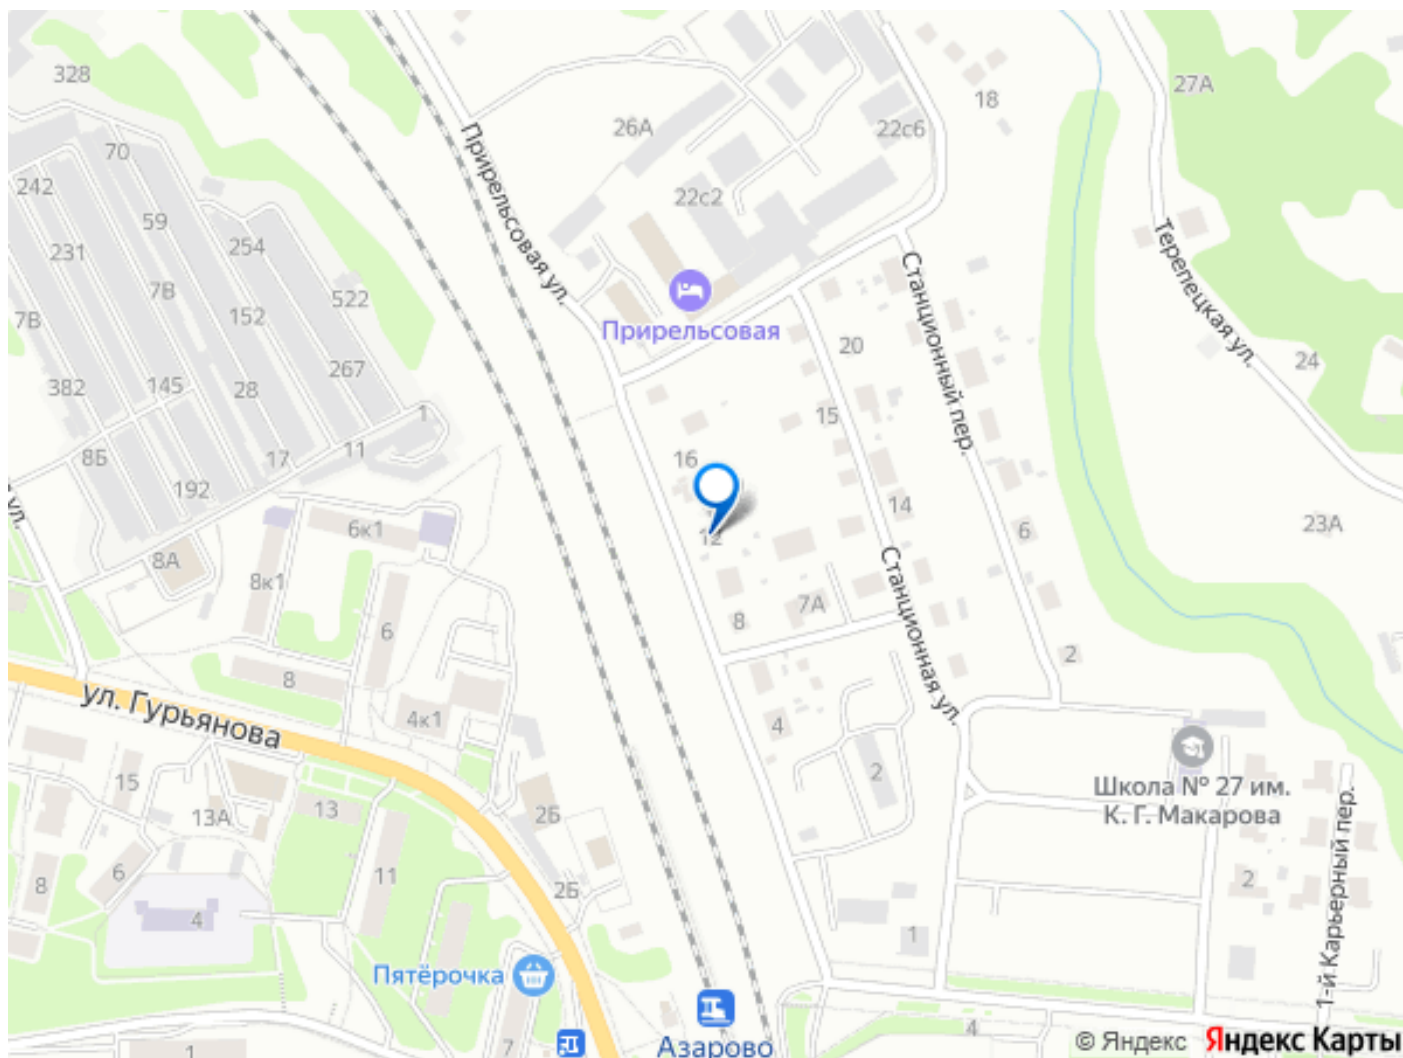 328
27А
18
70
26А
22с6
242
Прирельсовая ул.
59
22с2
231
254
Терепецкая ул.
7В
522
Станционный пер.
7В
152
Прирельсовая
20
24
382
145
28
267
15
1
8Б
17
11
16
192
14
ул.
6к1
6
23А
12
8А
8к1
Станционная ул.
7А
6
8
2
8
ул. Гурьянова
4к1
4
2
Школа № 27 им.
К. Г. Макарова
15
13А
13
2Б
1-й Карьерный пер.
8
6
11
2Б
2
4
1
Пятёрочка
4
Азарово
1
7
© Яндекс Яндекс Карты